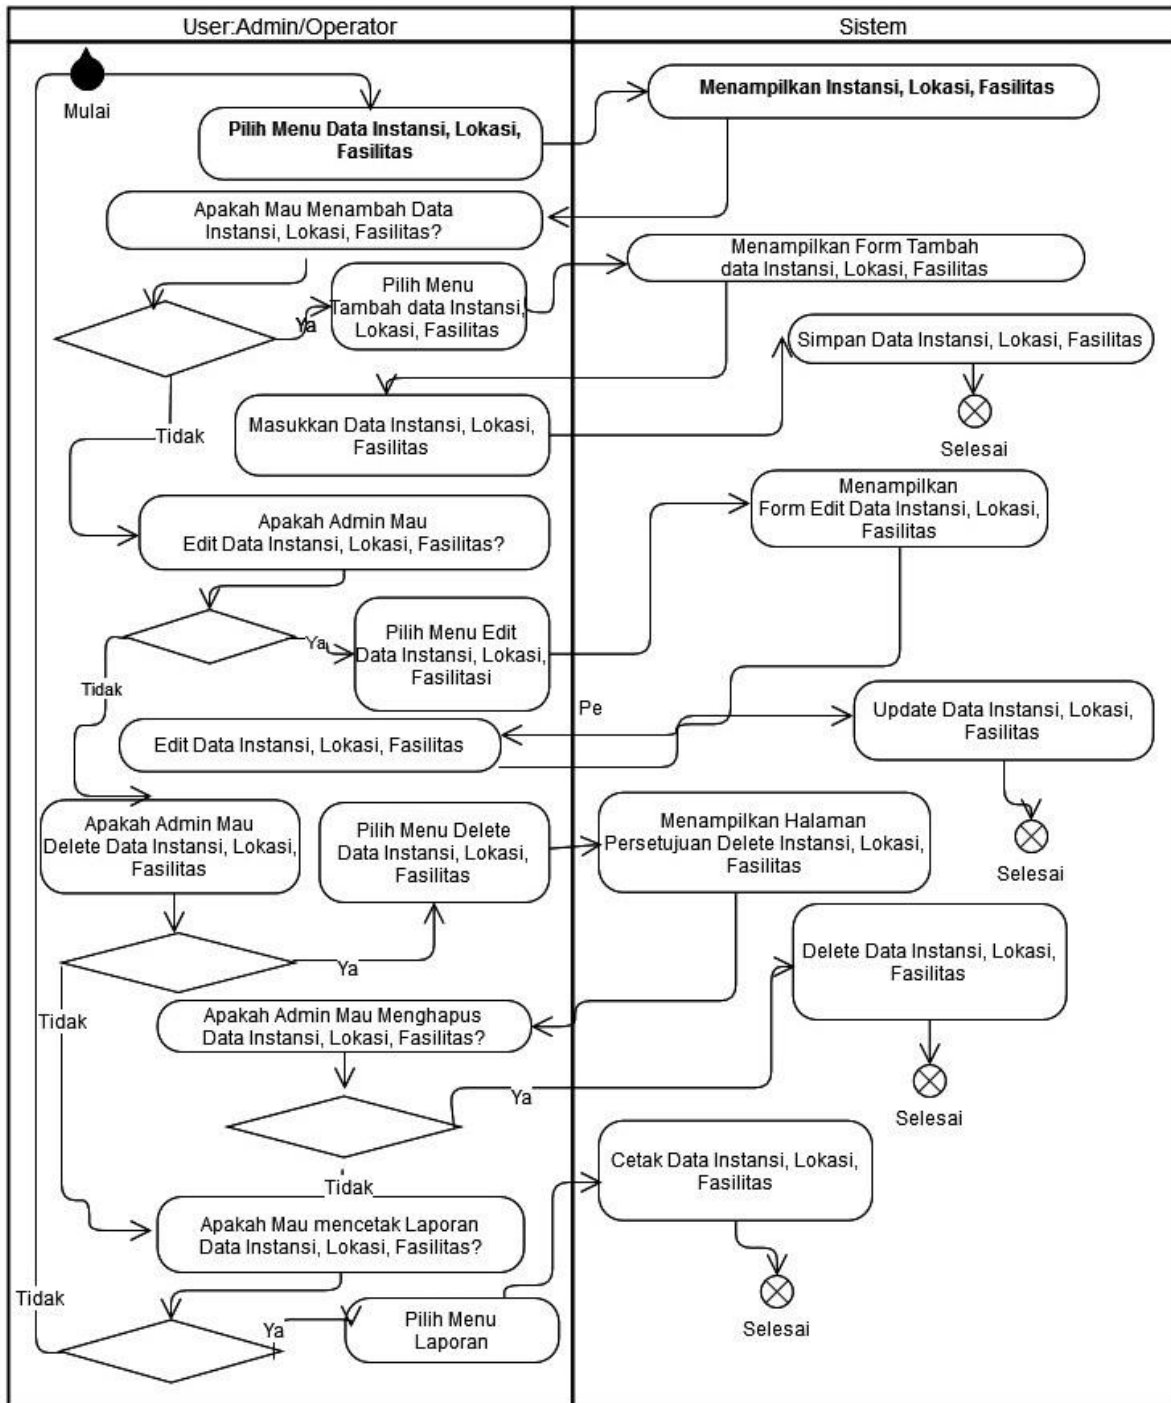 User:Admin/Operator
Sistem
Mulai
Pilih Menu Data Instansi, Lokasi,
Fasilitas
Menampilkan Instansi, Lokasi, Fasilitas
Apakah Mau Menambah Data
Instansi, Lokasi, Fasilitas?
Menampilkan Form Tambah
data Instansi, Lokasi, Fasilitas
Pilih Menu
Tambah data Instansi,
Lokasi, Fasilitas
Ya
Simpan Data Instansi, Lokasi, Fasilitas
Selesai
Tidak
Masukkan Data Instansi, Lokasi,
Fasilitas
Menampilkan
Form Edit Data Instansi, Lokasi,
Fasilitas
Apakah Admin Mau
Edit Data Instansi, Lokasi, Fasilitas?
Ya
Pilih Menu Edit
Data Instansi, Lokasi,
Fasilitasi
Tidak
Pe
Update Data Instansi, Lokasi,
Fasilitas
Edit Data Instansi, Lokasi, Fasilitas
Selesai
Apakah Admin Mau
Delete Data Instansi, Lokasi,
Fasilitas
Pilih Menu Delete
Data Instansi, Lokasi,
Fasilitas
Menampilkan Halaman
Persetujuan Delete Instansi, Lokasi,
Fasilitas
Ya
Delete Data Instansi, Lokasi,
Fasilitas
Tidak
Apakah Admin Mau Menghapus
Data Instansi, Lokasi, Fasilitas?
Ya
Selesai
Tidak
Cetak Data Instansi, Lokasi,
Fasilitas
Apakah Mau mencetak Laporan
Data Instansi, Lokasi, Fasilitas?
Tidak
Ya
Pilih Menu
Laporan
Selesai